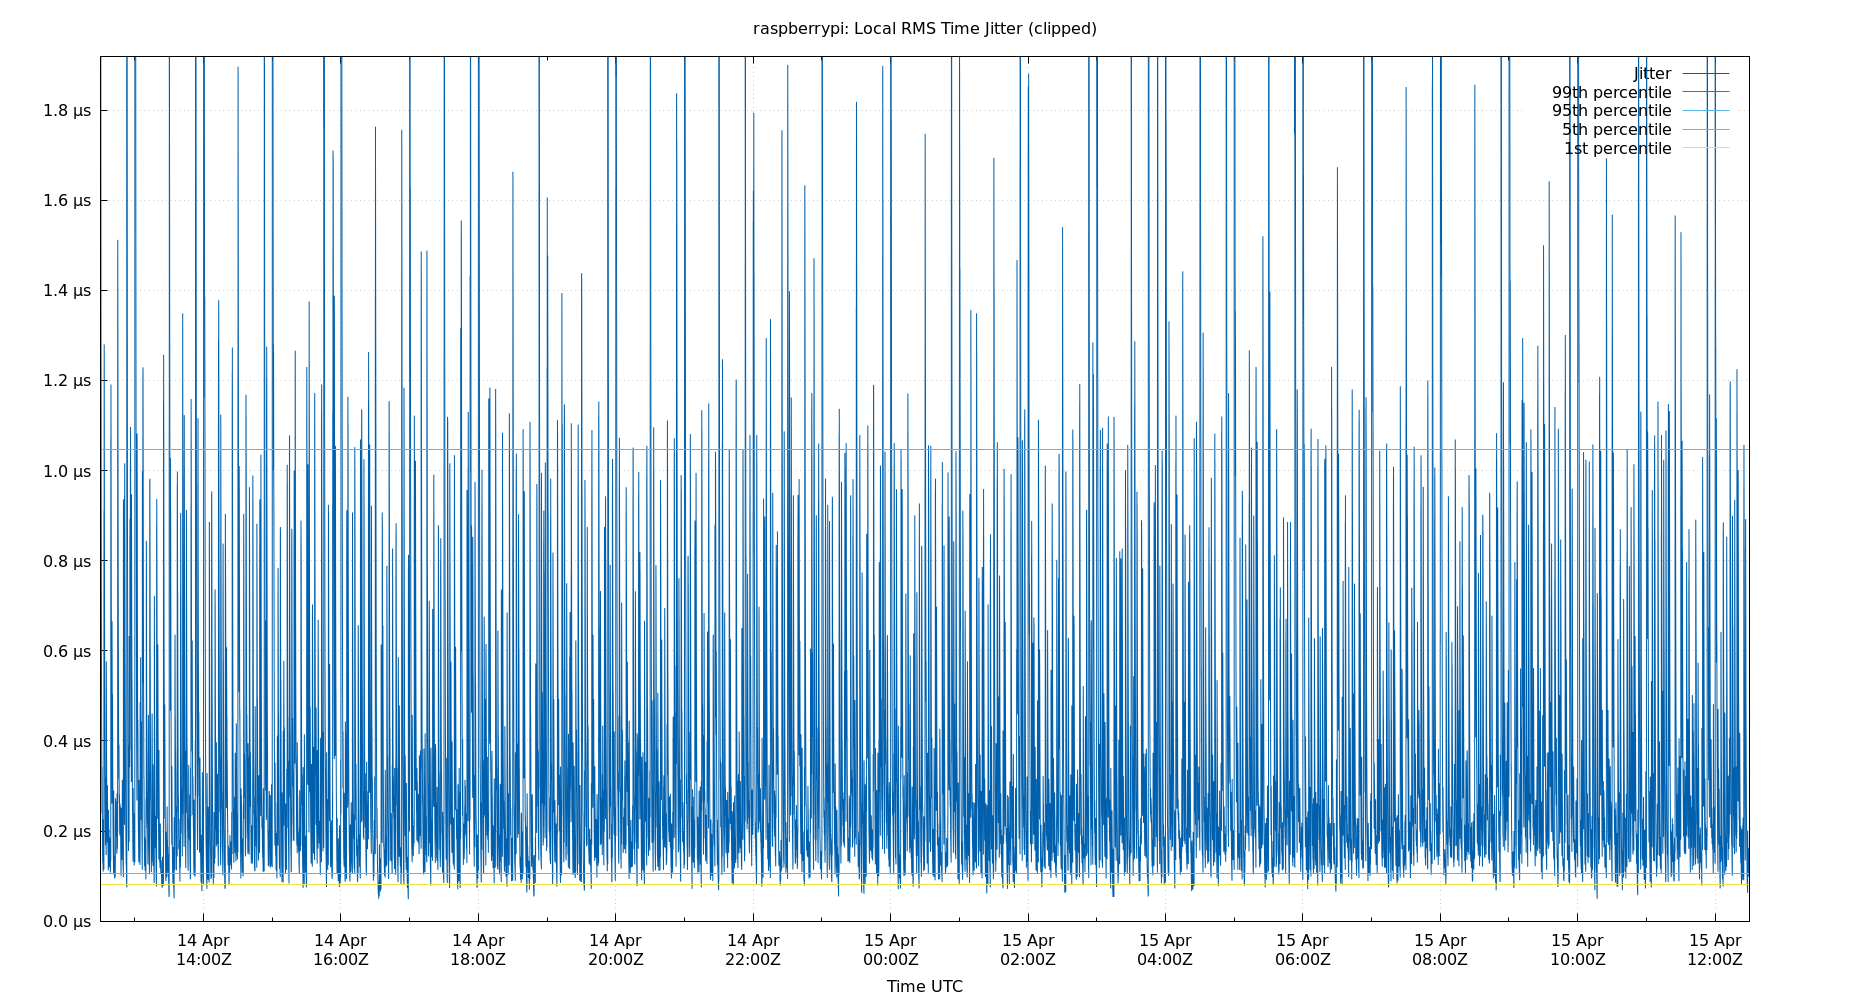 raspberrypi: Local RMS Time Jitter (clipped)
Jitter
99th percentile
95th percentile
5th percentile
1st percentile
1.8 μs
1.6 μs
1.4 μs
1.2 μs
1.0 μs
0.8 μs
0.6 μs
0.4 μs
0.2 μs
0.0 μs
14 Apr 14 Apr 14 Apr 14 Apr 14 Apr 15 Apr 15 Apr 15 Apr 15 Apr 15 Apr 15 Apr 15 Apr
14:00Z 16:00Z 18:00Z 20:00Z 22:00Z 00:00Z 02:00Z 04:00Z 06:00Z 08:00Z 10:00Z 12:00Z
Time UTC